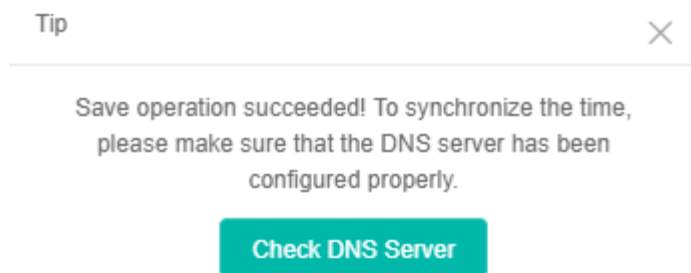 Tip
Save operation succeeded! To synchronize the time,
please make sure that the DNS server has been
configured properly.
Check DNS Server